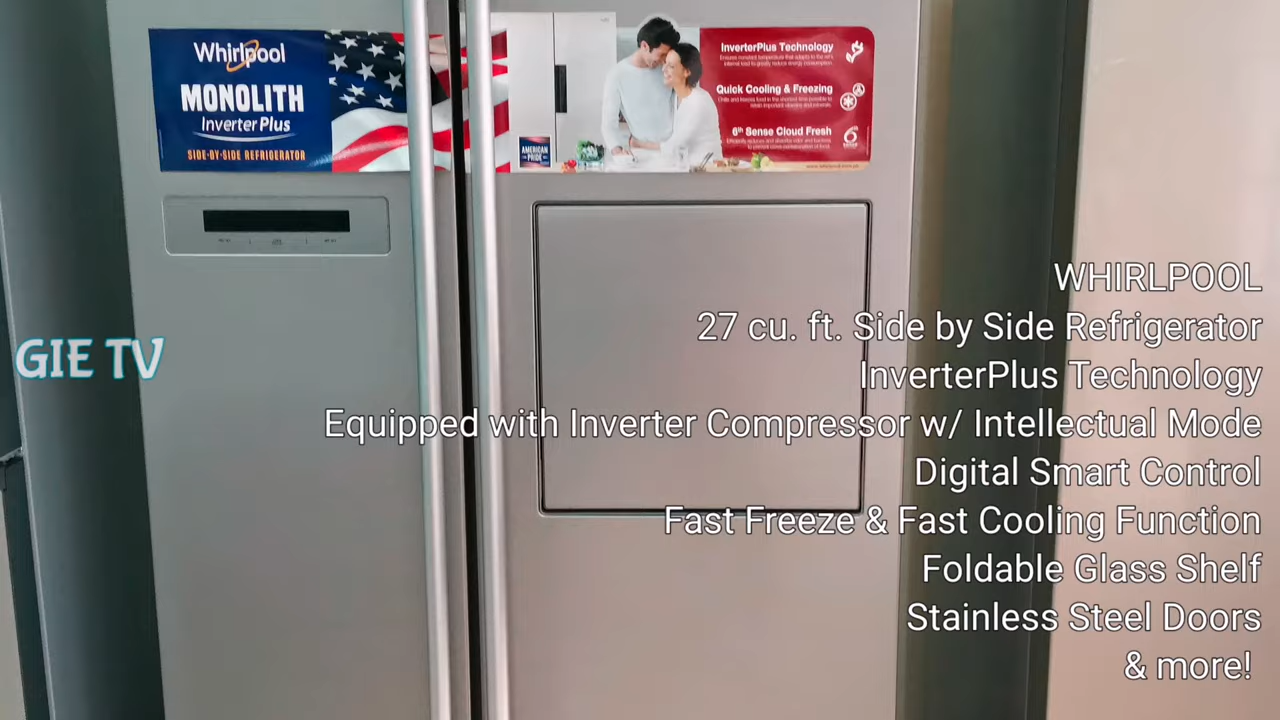 Whirlpool
MONOLITH
Inverter Plus
SIDE-BY-SIDE REFRIGERATOR
AMERICAN
PRIDE
InverterPlus Technology
Quick Cooling & Freezing
6th Sense Cloud Fresh
GIE TV
WHIRLPOOL
27 cu. ft. Side by Side Refrigerator
InverterPlus Technology
Equipped with Inverter Compressor w/ Intellectual Mode
Digital Smart Control
Fast Freeze & Fast Cooling Function
Foldable Glass Shelf
Stainless Steel Doors
& more!